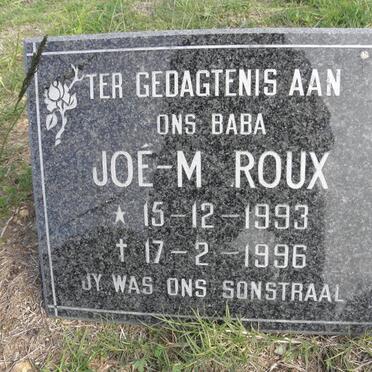 TER GEDAGTENIS AAN
ONS BABA
JOÉ-M ROUX
★ 15-12-1993
✝ 17-2-1996
JY WAS ONS SONSTRAAL